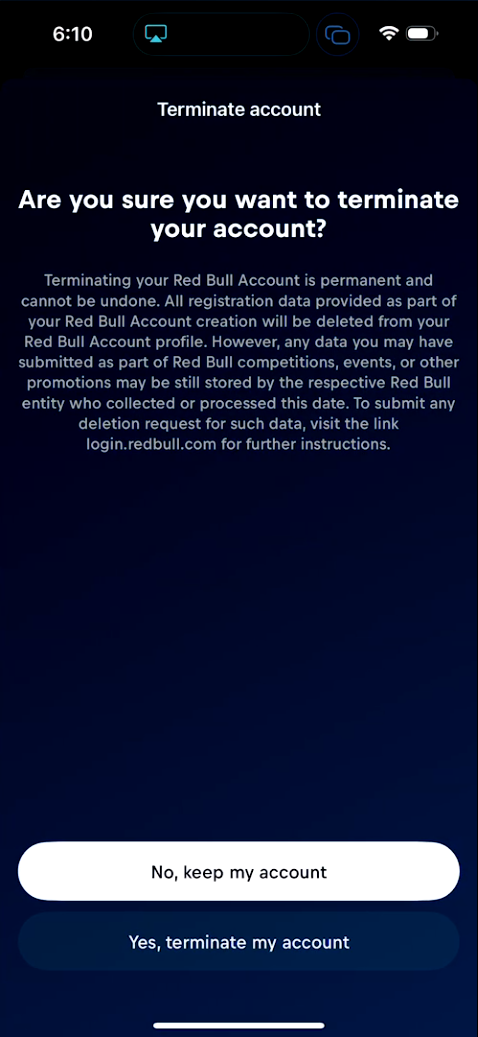 6:10
Terminate account
Are you sure you want to terminate
your account?
Terminating your Red Bull Account is permanent and
cannot be undone. All registration data provided as part of
your Red Bull Account creation will be deleted from your
Red Bull Account profile. However, any data you may have
submitted as part of Red Bull competitions, events, or other
promotions may be still stored by the respective Red Bull
entity who collected or processed this date. To submit any
deletion request for such data, visit the link
login.redbull.com for further instructions.
No, keep my account
Yes, terminate my account